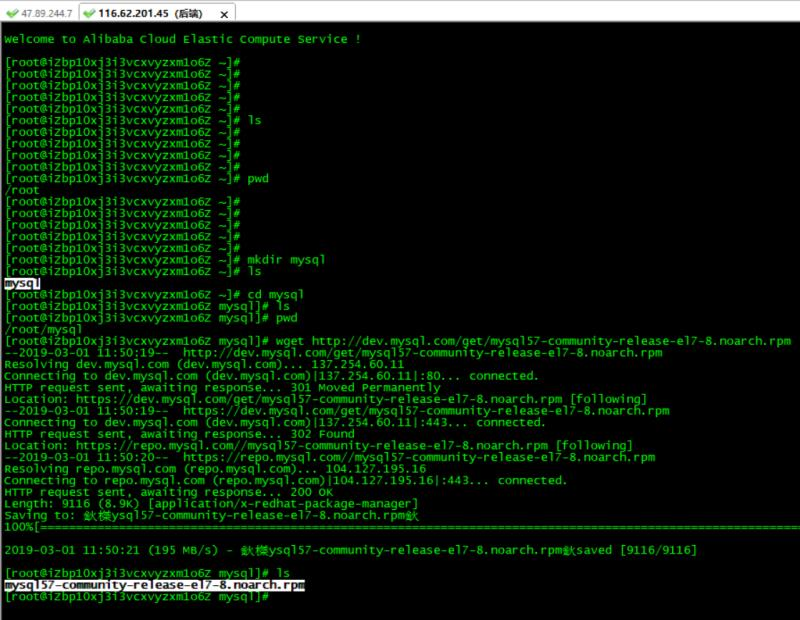 47.89.244.7 116.62.201.45 (后端) ×
Welcome to Alibaba Cloud Elastic Compute Service !
[root@iZbp10xj3i3vcxvyzxm1o6Z ~]#
[root@iZbp10xj3i3vcxvyzxm1o6Z ~]#
[root@iZbp10xj3i3vcxvyzxm1o6Z ~]#
[root@iZbp10xj3i3vcxvyzxm1o6Z ~]#
[root@iZbp10xj3i3vcxvyzxm1o6Z ~]#
[root@iZbp10xj3i3vcxvyzxm1o6Z ~]# ls
[root@iZbp10xj3i3vcxvyzxm1o6Z ~]#
[root@iZbp10xj3i3vcxvyzxm1o6Z ~]#
[root@iZbp10xj3i3vcxvyzxm1o6Z ~]#
[root@iZbp10xj3i3vcxvyzxm1o6Z ~]#
[root@iZbp10xj3i3vcxvyzxm1o6Z ~]# pwd
/root
[root@iZbp10xj3i3vcxvyzxm1o6Z ~]#
[root@iZbp10xj3i3vcxvyzxm1o6Z ~]#
[root@iZbp10xj3i3vcxvyzxm1o6Z ~]#
[root@iZbp10xj3i3vcxvyzxm1o6Z ~]#
[root@iZbp10xj3i3vcxvyzxm1o6Z ~]#
[root@iZbp10xj3i3vcxvyzxm1o6Z ~]# mkdir mysql
[root@iZbp10xj3i3vcxvyzxm1o6Z ~]# ls
mysql
[root@iZbp10xj3i3vcxvyzxm1o6Z ~]# cd mysql
[root@iZbp10xj3i3vcxvyzxm1o6Z mysql]# ls
[root@iZbp10xj3i3vcxvyzxm1o6Z mysql]# pwd
/root/mysql
[root@iZbp10xj3i3vcxvyzxm1o6Z mysql]# wget http://dev.mysql.com/get/mysql57-community-release-el7-8.noarch.rpm
--2019-03-01 11:50:19-- http://dev.mysql.com/get/mysql57-community-release-el7-8.noarch.rpm
Resolving dev.mysql.com (dev.mysql.com)... 137.254.60.11
Connecting to dev.mysql.com (dev.mysql.com)|137.254.60.11|:80... connected.
HTTP request sent, awaiting response... 301 Moved Permanently
Location: https://dev.mysql.com/get/mysql57-community-release-el7-8.noarch.rpm [following]
--2019-03-01 11:50:19-- https://dev.mysql.com/get/mysql57-community-release-el7-8.noarch.rpm
Connecting to dev.mysql.com (dev.mysql.com)|137.254.60.11|:443... connected.
HTTP request sent, awaiting response... 302 Found
Location: https://repo.mysql.com//mysql57-community-release-el7-8.noarch.rpm [following]
--2019-03-01 11:50:20-- https://repo.mysql.com//mysql57-community-release-el7-8.noarch.rpm
Resolving repo.mysql.com (repo.mysql.com)... 104.127.195.16
Connecting to repo.mysql.com (repo.mysql.com)|104.127.195.16|:443... connected.
HTTP request sent, awaiting response... 200 OK
Length: 9116 (8.9K) [application/x-redhat-package-manager]
Saving to: 鈥榤ysql57-community-release-el7-8.noarch.rpm鈥
100%[==============================================================================================
2019-03-01 11:50:21 (195 MB/s) - 鈥榤ysql57-community-release-el7-8.noarch.rpm鈥saved [9116/9116]
[root@iZbp10xj3i3vcxvyzxm1o6Z mysql]# ls
mysql57-community-release-el7-8.noarch.rpm
[root@iZbp10xj3i3vcxvyzxm1o6Z mysql]#